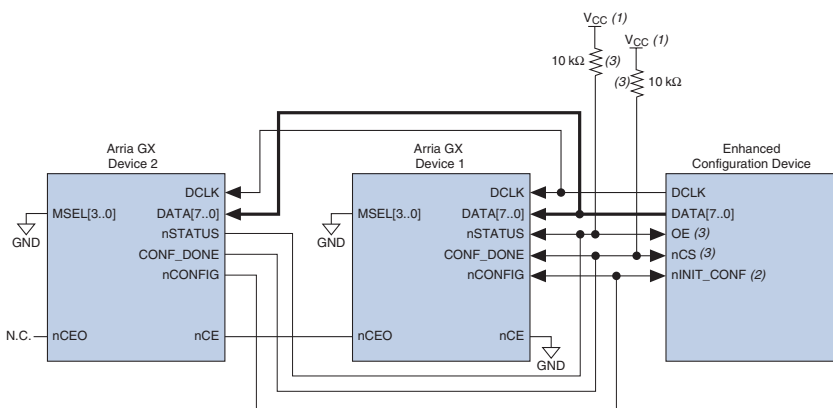 VCC (1)
VCC (1)
10 kΩ (3)
(3) 10 kΩ
Arria GX
Device 2
Arria GX
Device 1
Enhanced
Configuration Device
DCLK
DCLK
DCLK
MSEL[3..0]
DATA[7..0]
MSEL[3..0]
DATA[7..0]
DATA[7..0]
GND
nSTATUS
GND
nSTATUS
OE (3)
CONF_DONE
CONF_DONE
nCS (3)
nCONFIG
nCONFIG
nINIT_CONF (2)
N.C.
nCEO
nCE
nCEO
nCE
GND